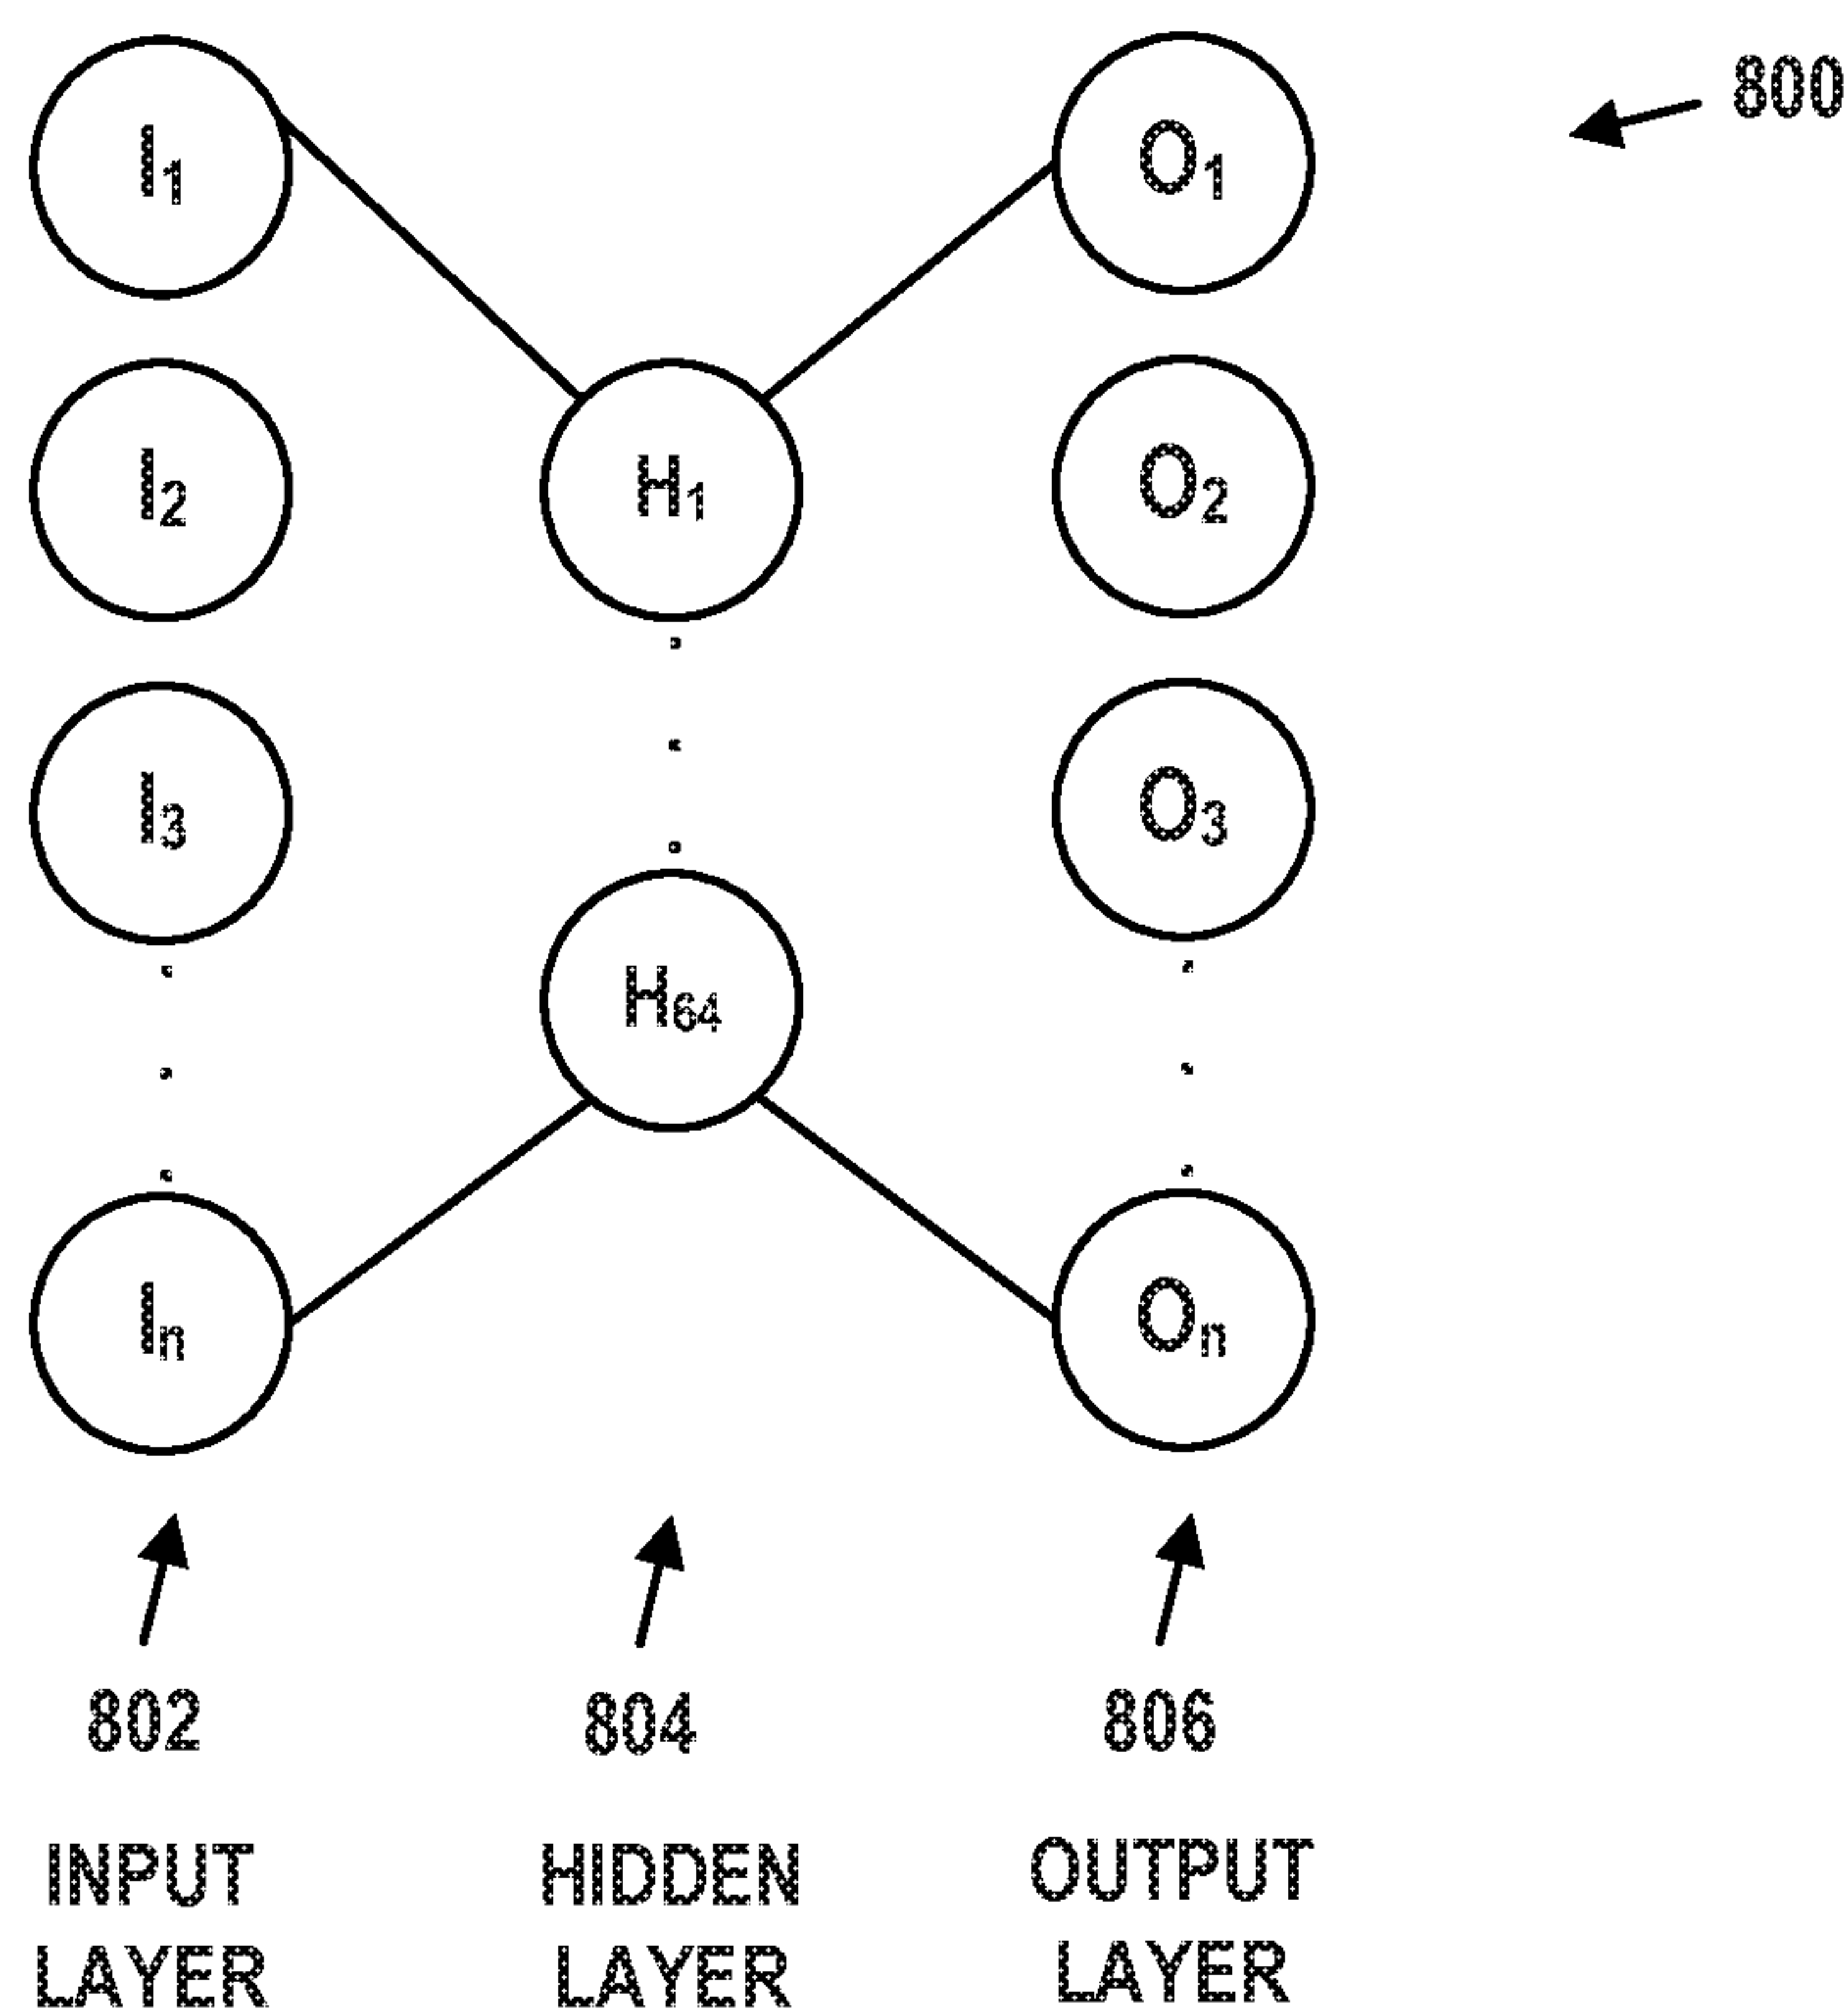 800
I1
O1
I2
H1
O2
I3
O3
H64
In
On
802
804
806
INPUT
LAYER
HIDDEN
LAYER
OUTPUT
LAYER